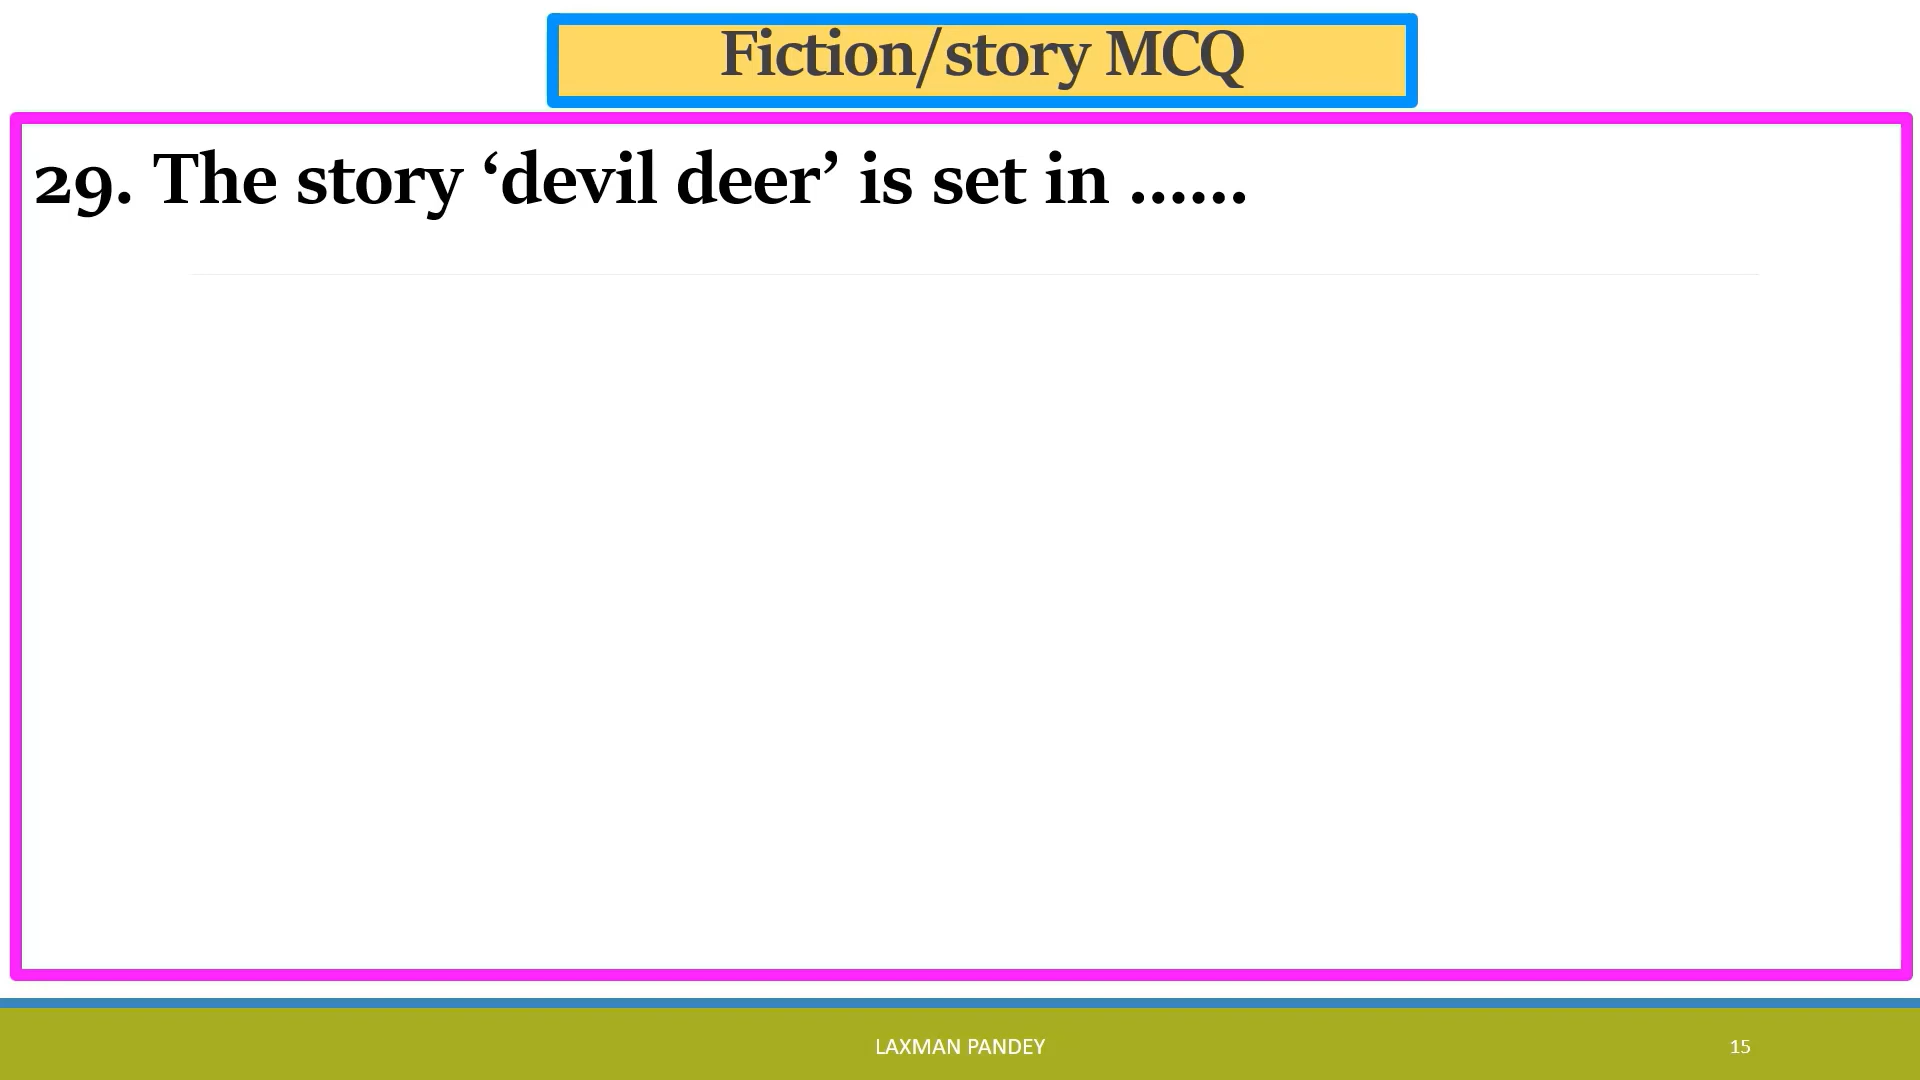 Fiction/story MCQ
29. The story ‘devil deer’ is set in ......
LAXMAN PANDEY
15